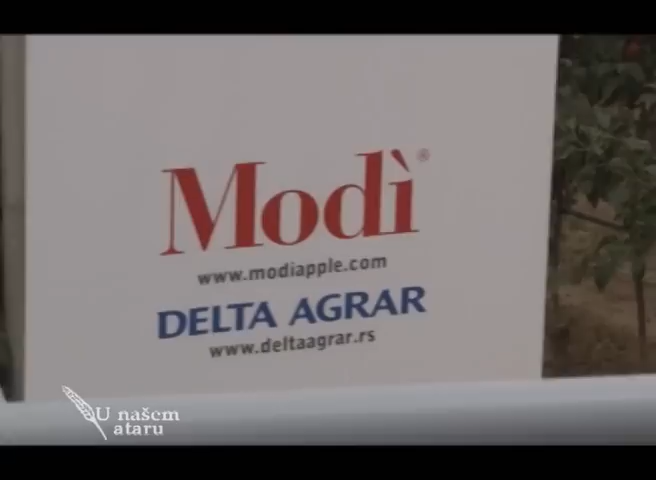 Modì®
www.modiapple.com
DELTA AGRAR
www.deltaagrar.rs
U našem
ataru